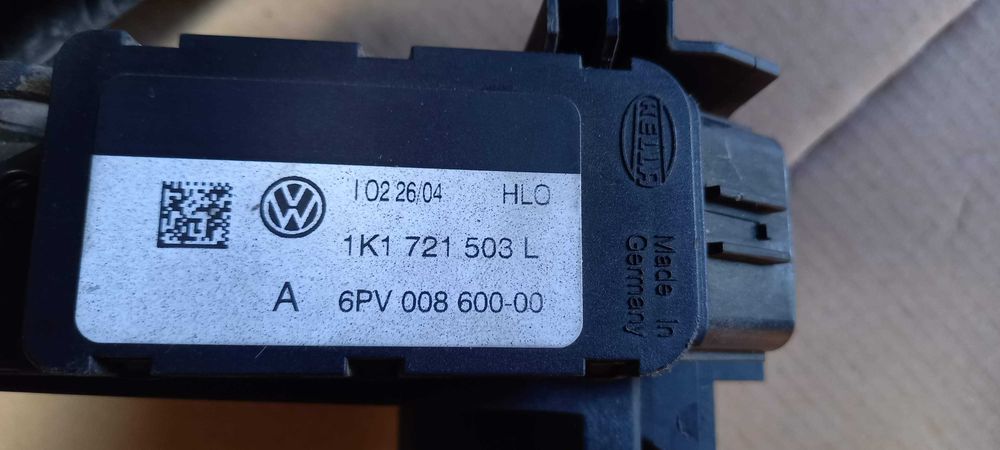 I 02 26/04 HLO
1K1 721 503 L
A 6PV 008 600-00
HELLA
Made In
Germany